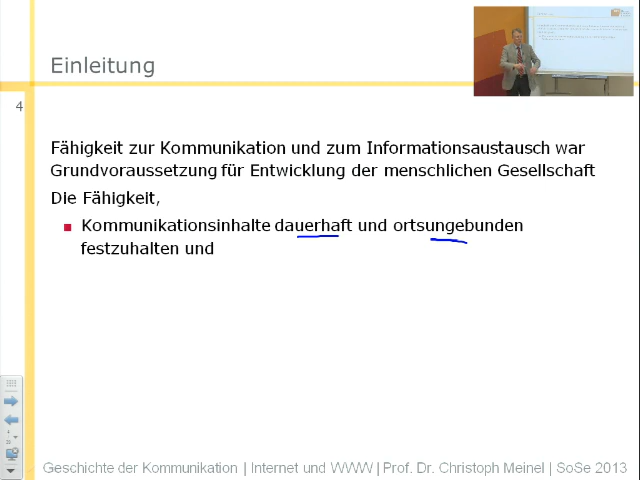 Einleitung
4
Fähigkeit zur Kommunikation und zum Informationsaustausch war
Grundvoraussetzung für Entwicklung der menschlichen Gesellschaft
Die Fähigkeit,
Kommunikationsinhalte dauerhaft und ortsungebunden
festzuhalten und
Geschichte der Kommunikation | Internet und WWW | Prof. Dr. Christoph Meinel | SoSe 2013